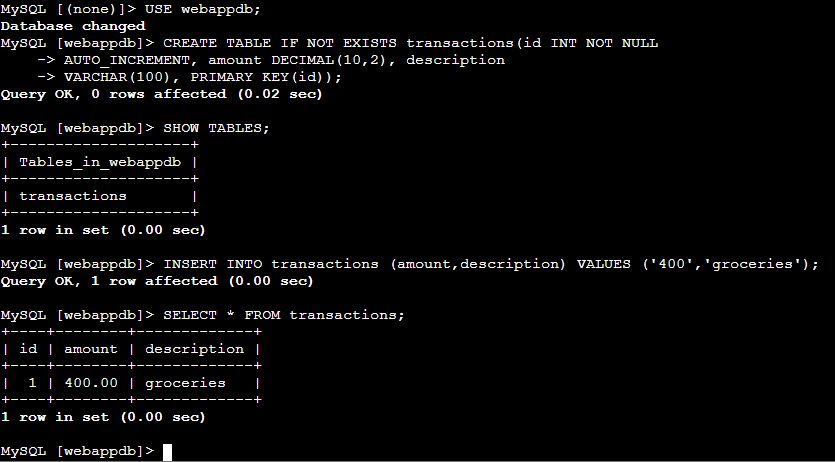 MySQL [(none)]> USE webappdb;
Database changed
MySQL [webappdb]> CREATE TABLE IF NOT EXISTS transactions(id INT NOT NULL
    -> AUTO_INCREMENT, amount DECIMAL(10,2), description
    -> VARCHAR(100), PRIMARY KEY(id));
Query OK, 0 rows affected (0.02 sec)

MySQL [webappdb]> SHOW TABLES;
+--------------------+
| Tables_in_webappdb |
+--------------------+
| transactions       |
+--------------------+
1 row in set (0.00 sec)

MySQL [webappdb]> INSERT INTO transactions (amount,description) VALUES ('400','groceries');
Query OK, 1 row affected (0.00 sec)

MySQL [webappdb]> SELECT * FROM transactions;
+----+--------+-------------+
| id | amount | description |
+----+--------+-------------+
|  1 | 400.00 | groceries   |
+----+--------+-------------+
1 row in set (0.00 sec)

MySQL [webappdb]>